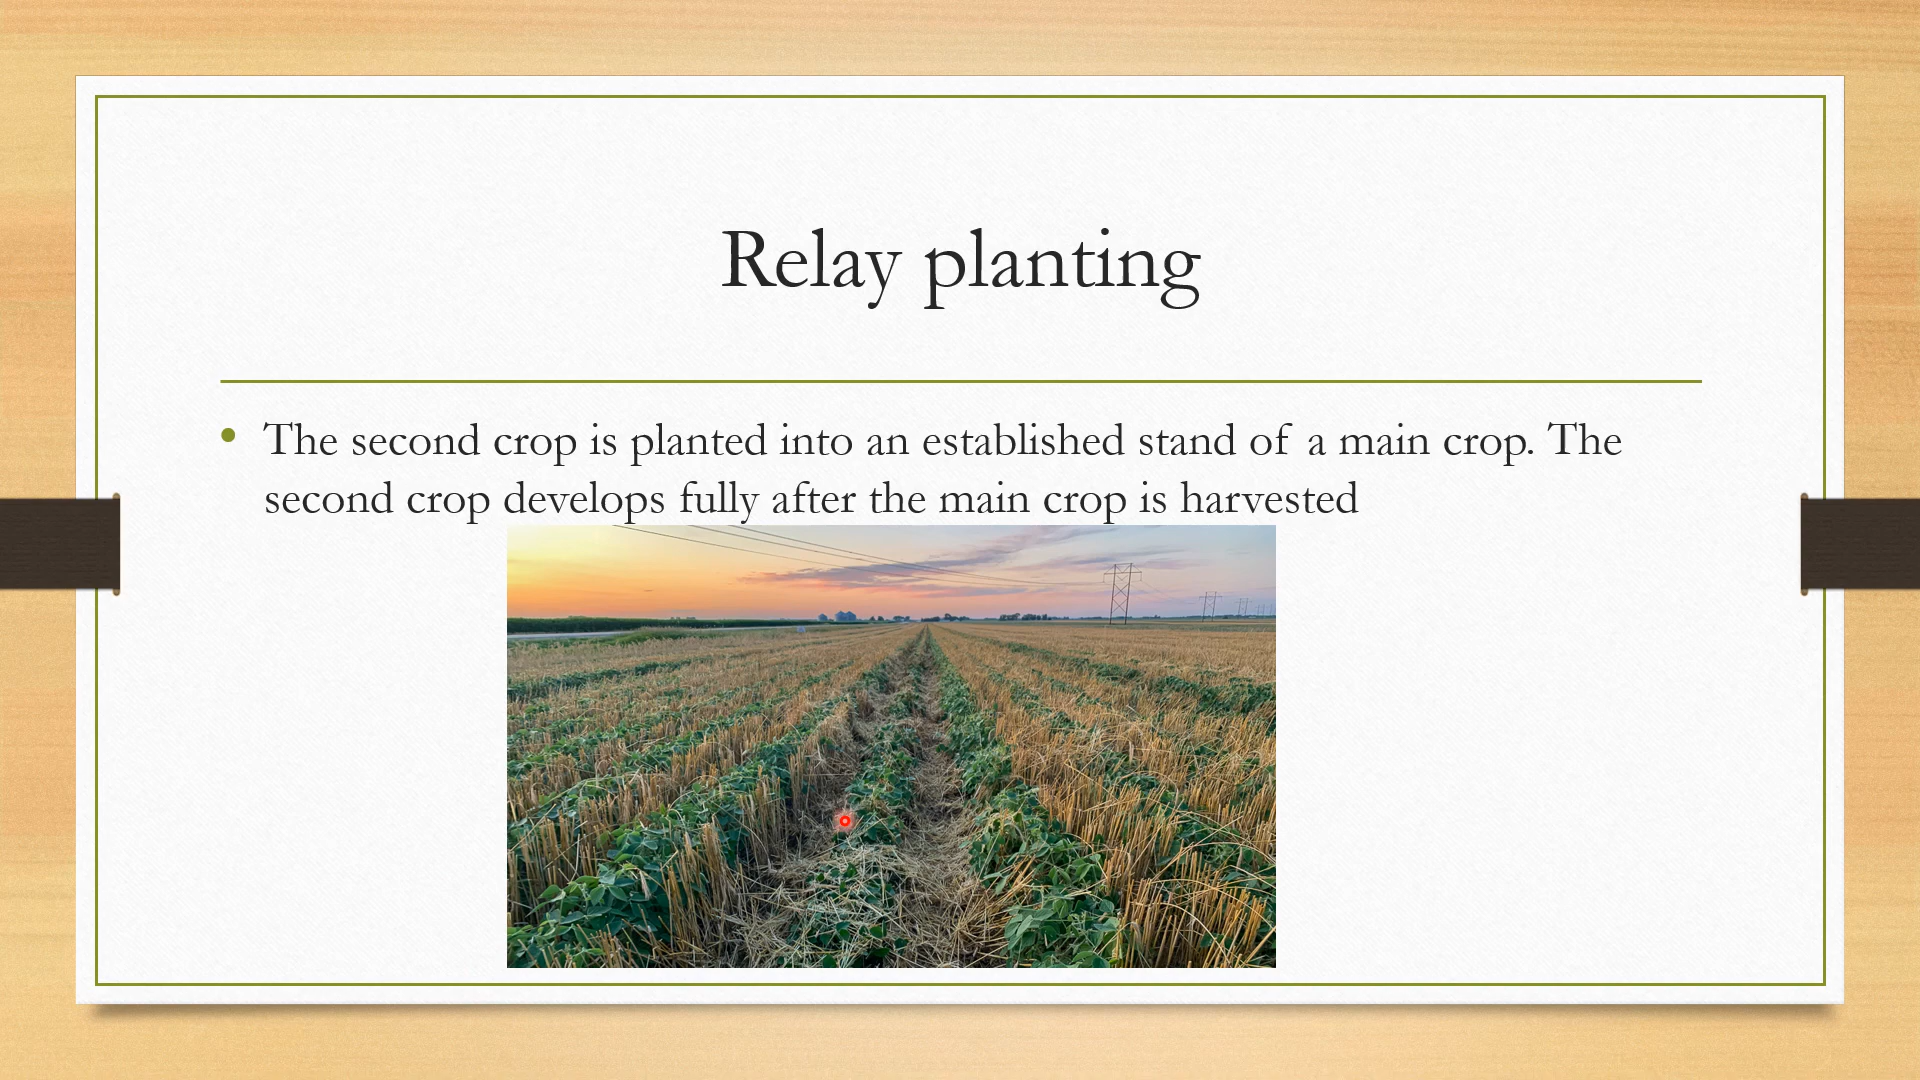 Relay planting
• The second crop is planted into an established stand of a main crop. The
second crop develops fully after the main crop is harvested